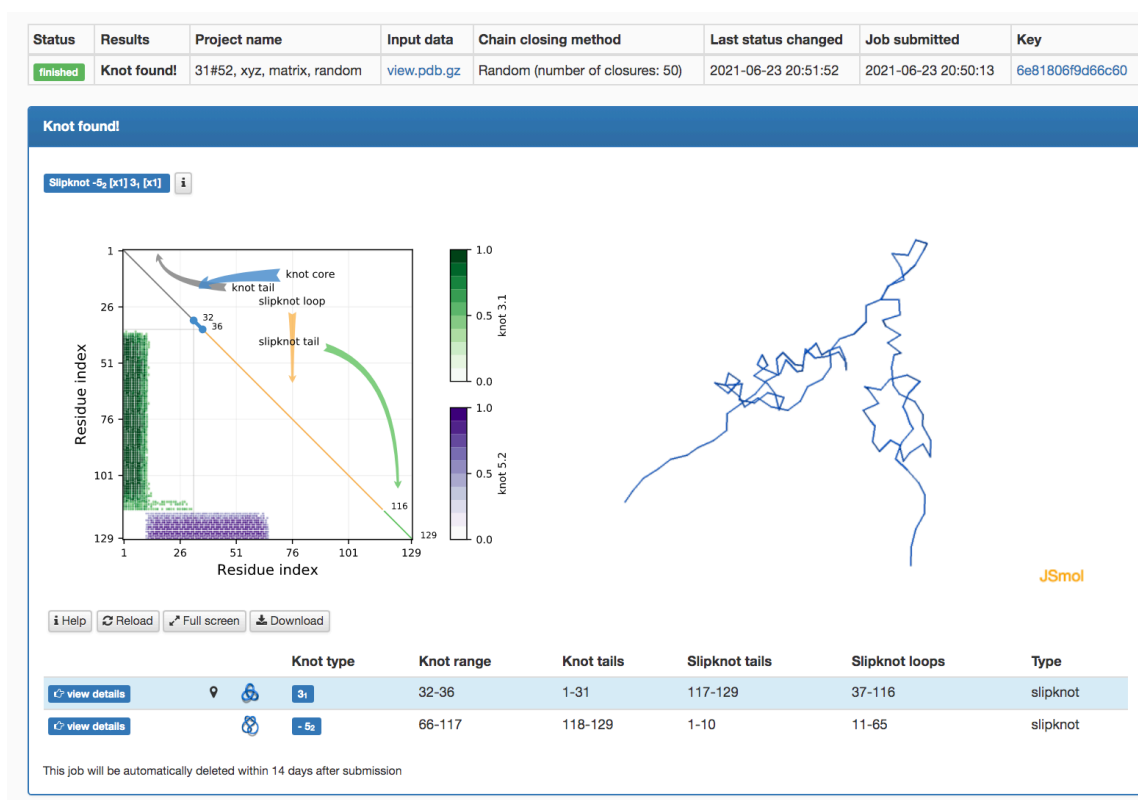 Status Results Project name Input data Chain closing method Last status changed Job submitted Key
finished Knot found! 31#52, xyz, matrix, random view.pdb.gz Random (number of closures: 50) 2021-06-23 20:51:52 2021-06-23 20:50:13 6e81806f9d66c60
Knot found!
Slipknot -5₂ [x1] 3₁ [x1] i
1
26
51
76
101
129
Residue index
1 26 51 76 101 129
Residue index
knot core
knot tail
slipknot loop
slipknot tail
32
36
116
129
1.0
0.5
0.0
knot 3.1
1.0
0.5
0.0
knot 5.2
JSmol
i Help Reload Full screen Download
Knot type Knot range Knot tails Slipknot tails Slipknot loops Type
view details 3₁ 32-36 1-31 117-129 37-116 slipknot
view details - 5₂ 66-117 118-129 1-10 11-65 slipknot
This job will be automatically deleted within 14 days after submission